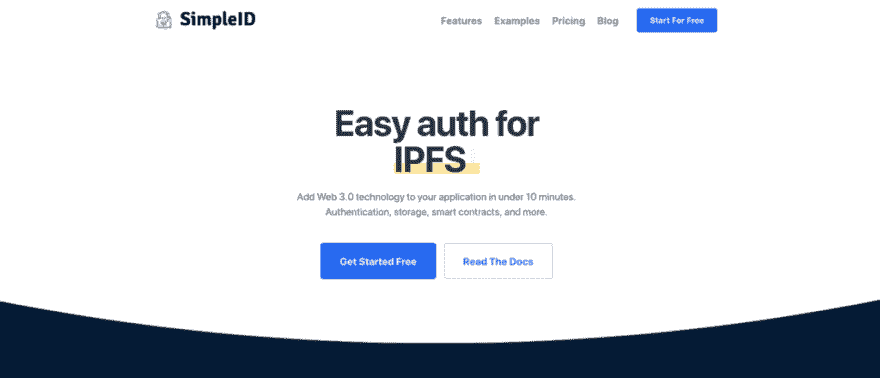 SimpleID
Features Examples Pricing Blog Start For Free
Easy auth for
IPFS
Add Web 3.0 technology to your application in under 10 minutes.
Authentication, storage, smart contracts, and more.
Get Started Free Read The Docs